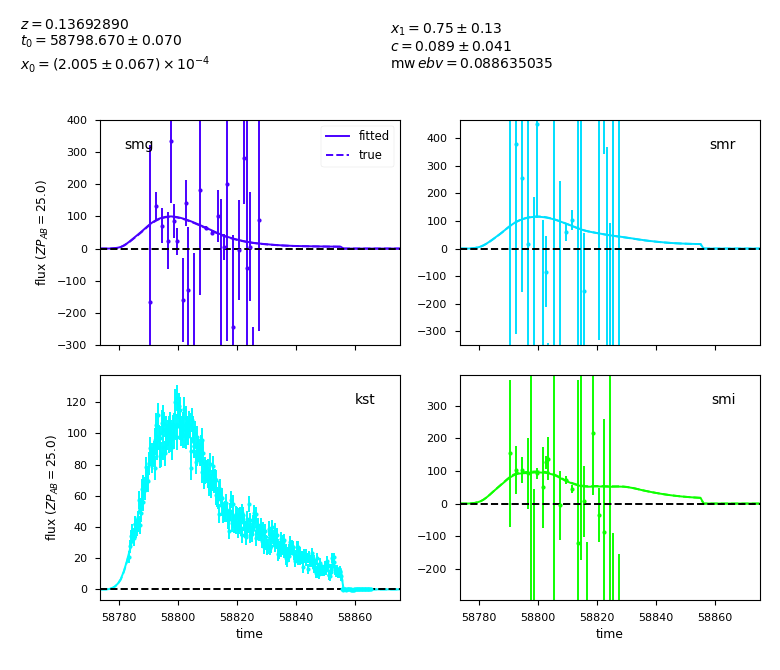 z = 0.13692890
t₀ = 58798.670 ± 0.070
x₀ = (2.005 ± 0.067) × 10⁻⁴
x₁ = 0.75 ± 0.13
c = 0.089 ± 0.041
mw ebv = 0.088635035
smg
fitted
true
400
300
200
100
0
−100
−200
−300
flux (ZP_AB = 25.0)
smr
400
300
200
100
0
−100
−200
−300
kst
120
100
80
60
40
20
0
flux (ZP_AB = 25.0)
58780 58800 58820 58840 58860
time
smi
300
200
100
0
−100
−200
58780 58800 58820 58840 58860
time